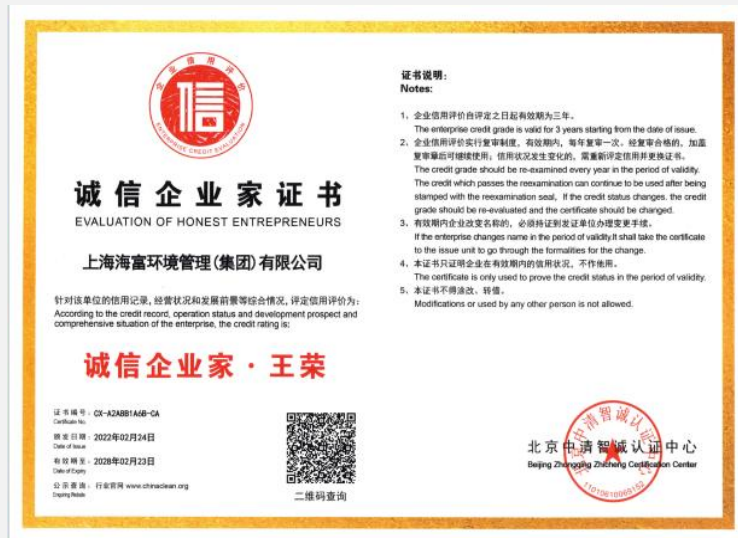 企业信用评价
信
ENTERPRISE CREDIT EVALUATION
诚信企业家证书
EVALUATION OF HONEST ENTREPRENEURS
上海海富环境管理(集团)有限公司
针对该单位的信用记录,经营状况和发展前景等综合情况,评定信用评价为:
According to the credit record, operation status and development prospect and
comprehensive situation of the enterprise, the credit rating is:
诚信企业家·王荣
证书编号:CX-A2ABB1A6B-CA
Certificate No.
颁发日期:2022年02月24日
Date of Issue
有效期至:2028年02月23日
Date of Expiry
公示查询:行业官网 www.chinaclean.org
Enquiry Website
二维码查询
证书说明:
Notes:
1、企业信用评价自评定之日起有效期为三年。
The enterprise credit grade is valid for 3 years starting from the date of issue.
2、企业信用评价实行复审制度,有效期内,每年复审一次。经复审合格的,加盖
复审章后可继续使用;信用状况发生变化的,需重新评定信用并更换证书。
The credit grade should be re-examined every year in the period of validity.
The credit which passes the reexamination can continue to be used after being
stamped with the reexamination seal, If the credit status changes, the credit
grade should be re-evaluated and the certificate should be changed.
3、有效期内企业改变名称的,必须持证到发证单位办理变更手续。
If the enterprise changes name in the period of validity.It shall take the certificate
to the issue unit to go through the formalities for the change.
4、本证书只证明企业在有效期内的信用状况,不作他用。
The certificate is only used to prove the credit status in the period of validity.
5、本证书不得涂改、转借。
Modifications or used by any other person is not allowed.
北京中清智诚认证中心
Beijing Zhongqing Zhicheng Certification Center